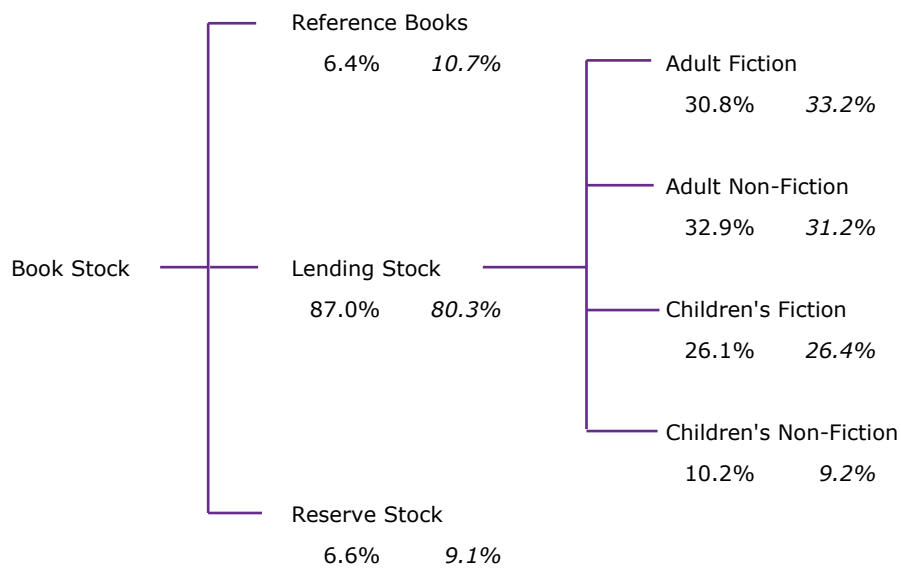 Reference Books
6.4% 10.7%
Adult Fiction
30.8% 33.2%
Adult Non-Fiction
32.9% 31.2%
Book Stock
Lending Stock
87.0% 80.3%
Children's Fiction
26.1% 26.4%
Children's Non-Fiction
10.2% 9.2%
Reserve Stock
6.6% 9.1%